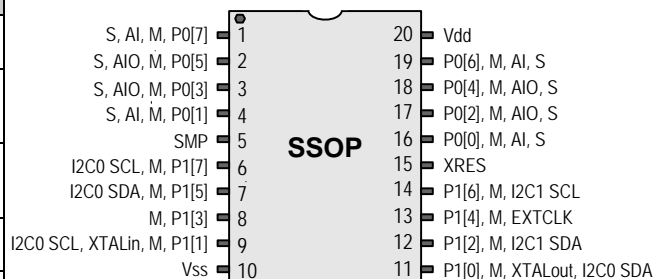 S, AI, M, P0[7] 1 20 Vdd
S, AIO, M, P0[5] 2 19 P0[6], M, AI, S
S, AIO, M, P0[3] 3 18 P0[4], M, AIO, S
S, AI, M, P0[1] 4 17 P0[2], M, AIO, S
SMP 5 SSOP 16 P0[0], M, AI, S
I2C0 SCL, M, P1[7] 6 15 XRES
I2C0 SDA, M, P1[5] 7 14 P1[6], M, I2C1 SCL
M, P1[3] 8 13 P1[4], M, EXTCLK
I2C0 SCL, XTALin, M, P1[1] 9 12 P1[2], M, I2C1 SDA
Vss 10 11 P1[0], M, XTALout, I2C0 SDA